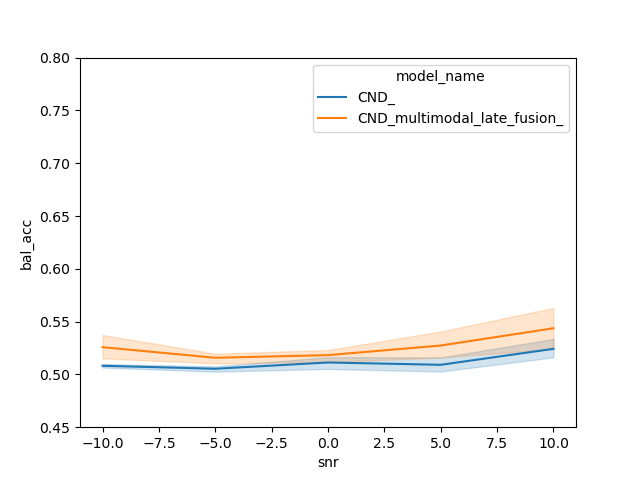 0.80
0.75
0.70
0.65
0.60
0.55
0.50
0.45
bal_acc
model_name
CND_
CND_multimodal_late_fusion_
−10.0 −7.5 −5.0 −2.5 0.0 2.5 5.0 7.5 10.0
snr